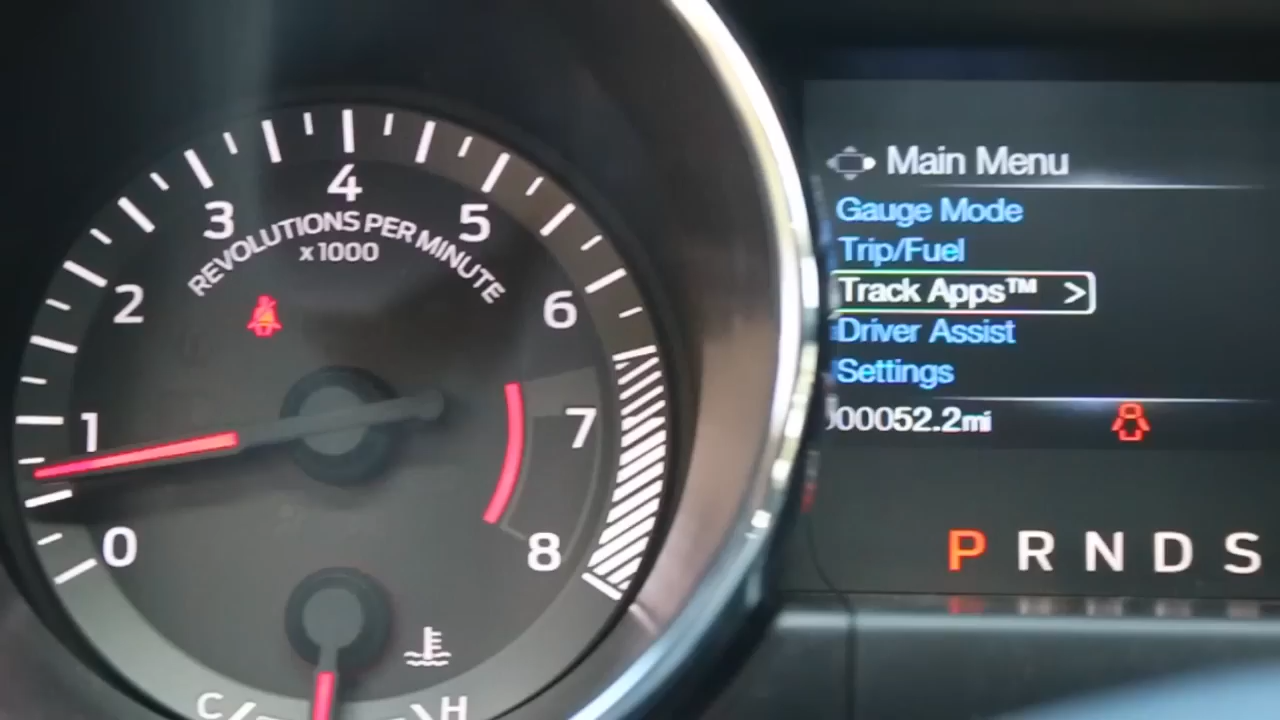 4
3
5
REVOLUTIONS PER MINUTE
x1000
2
6
1
7
0
8
C
H
Main Menu
Gauge Mode
Trip/Fuel
Track Apps™ >
Driver Assist
Settings
00052.2mi
P R N D S